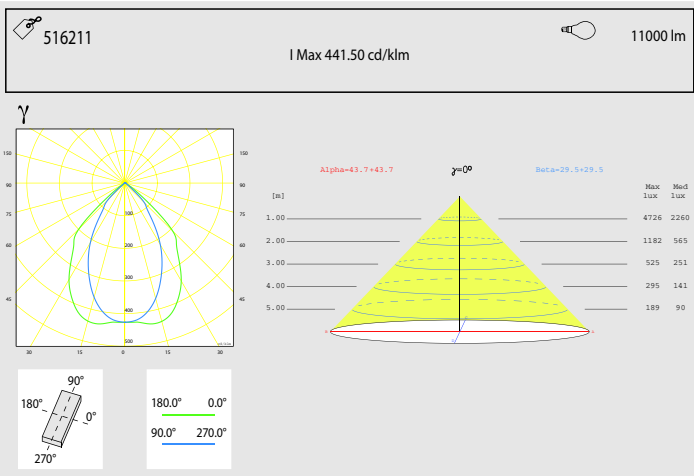 516211
I Max 441.50 cd/klm
11000 lm
γ
150 150
90 90
75 75
60 60
45 45
30 15 0 15 30
100
200
300
400
500
Alpha=43.7+43.7
γ=0°
Beta=29.5+29.5
[m]
Max Med
lux lux
1.00 4726 2260
2.00 1182 565
3.00 525 251
4.00 295 141
5.00 189 90
90°
180°
0°
270°
180.0° 0.0°
90.0° 270.0°